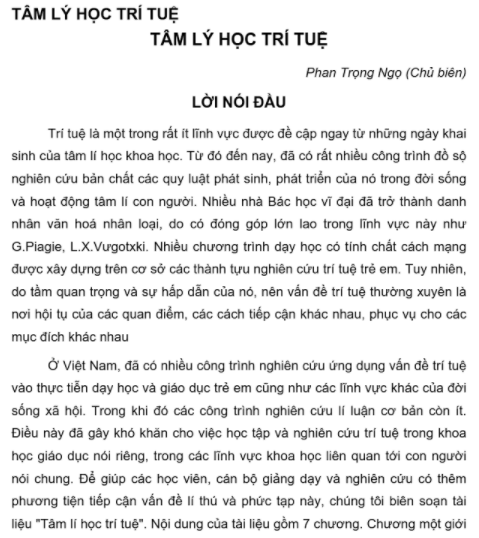 TÂM LÝ HỌC TRÍ TUỆ
TÂM LÝ HỌC TRÍ TUỆ
Phan Trọng Ngọ (Chủ biên)
LỜI NÓI ĐẦU
Trí tuệ là một trong rất ít lĩnh vực được đề cập ngay từ những ngày khai
sinh của tâm lí học khoa học. Từ đó đến nay, đã có rất nhiều công trình đồ sộ
nghiên cứu bản chất các quy luật phát sinh, phát triển của nó trong đời sống
và hoạt động tâm lí con người. Nhiều nhà Bác học vĩ đại đã trở thành danh
nhân văn hoá nhân loại, do có đóng góp lớn lao trong lĩnh vực này như
G.Piagie, L.X.Vưgotxki. Nhiều chương trình dạy học có tính chất cách mạng
được xây dựng trên cơ sở các thành tựu nghiên cứu trí tuệ trẻ em. Tuy nhiên,
do tầm quan trọng và sự hấp dẫn của nó, nên vấn đề trí tuệ thường xuyên là
nơi hội tụ của các quan điểm, các cách tiếp cận khác nhau, phục vụ cho các
mục đích khác nhau
Ở Việt Nam, đã có nhiều công trình nghiên cứu ứng dụng vấn đề trí tuệ
vào thực tiễn dạy học và giáo dục trẻ em cũng như các lĩnh vực khác của đời
sống xã hội. Trong khi đó các công trình nghiên cứu lí luận cơ bản còn ít.
Điều này đã gây khó khăn cho việc học tập và nghiên cứu trí tuệ trong khoa
học giáo dục nói riêng, trong các lĩnh vực khoa học liên quan tới con người
nói chung. Để giúp các học viên, cán bộ giảng dạy và nghiên cứu có thêm
phương tiện tiếp cận vấn đề lí thú và phức tạp này, chúng tôi biên soạn tài
liệu "Tâm lí học trí tuệ". Nội dung của tài liệu gồm 7 chương. Chương một giới